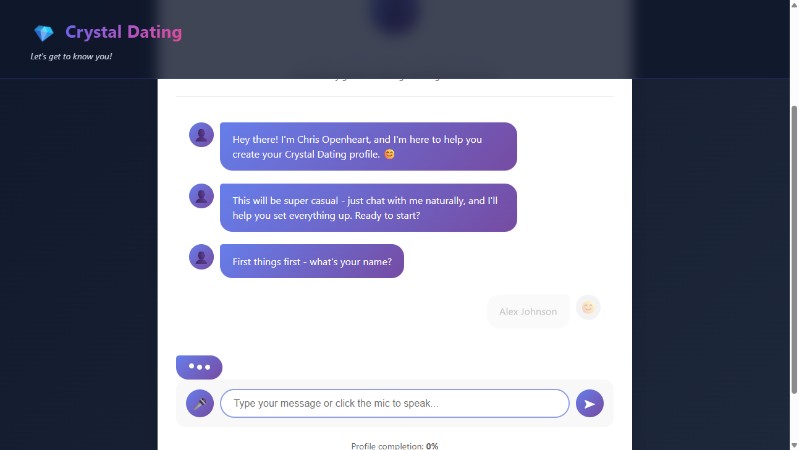 Crystal Dating
Let's get to know you!
Hey there! I'm Chris Openheart, and I'm here to help you
create your Crystal Dating profile. 😊
This will be super casual - just chat with me naturally, and I'll
help you set everything up. Ready to start?
First things first - what's your name?
Alex Johnson
Type your message or click the mic to speak...
Profile completion: 0%